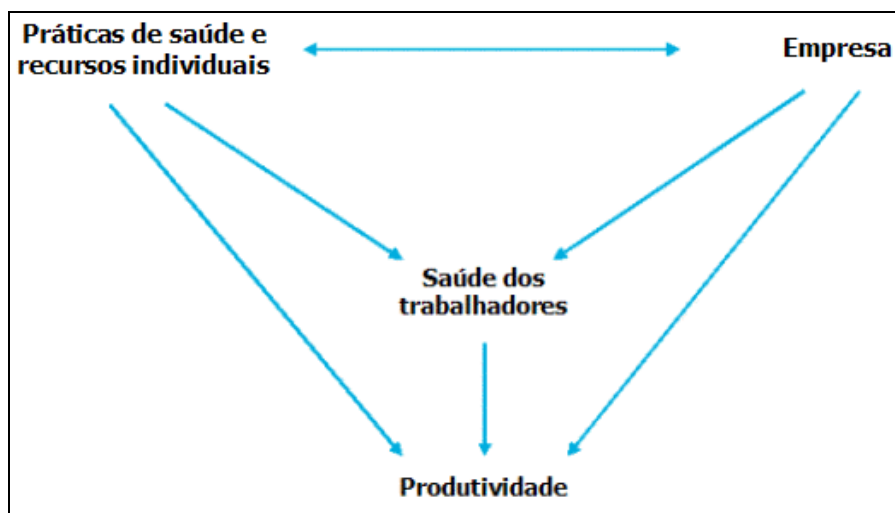 Práticas de saúde e
recursos individuais
Empresa
Saúde dos
trabalhadores
Produtividade